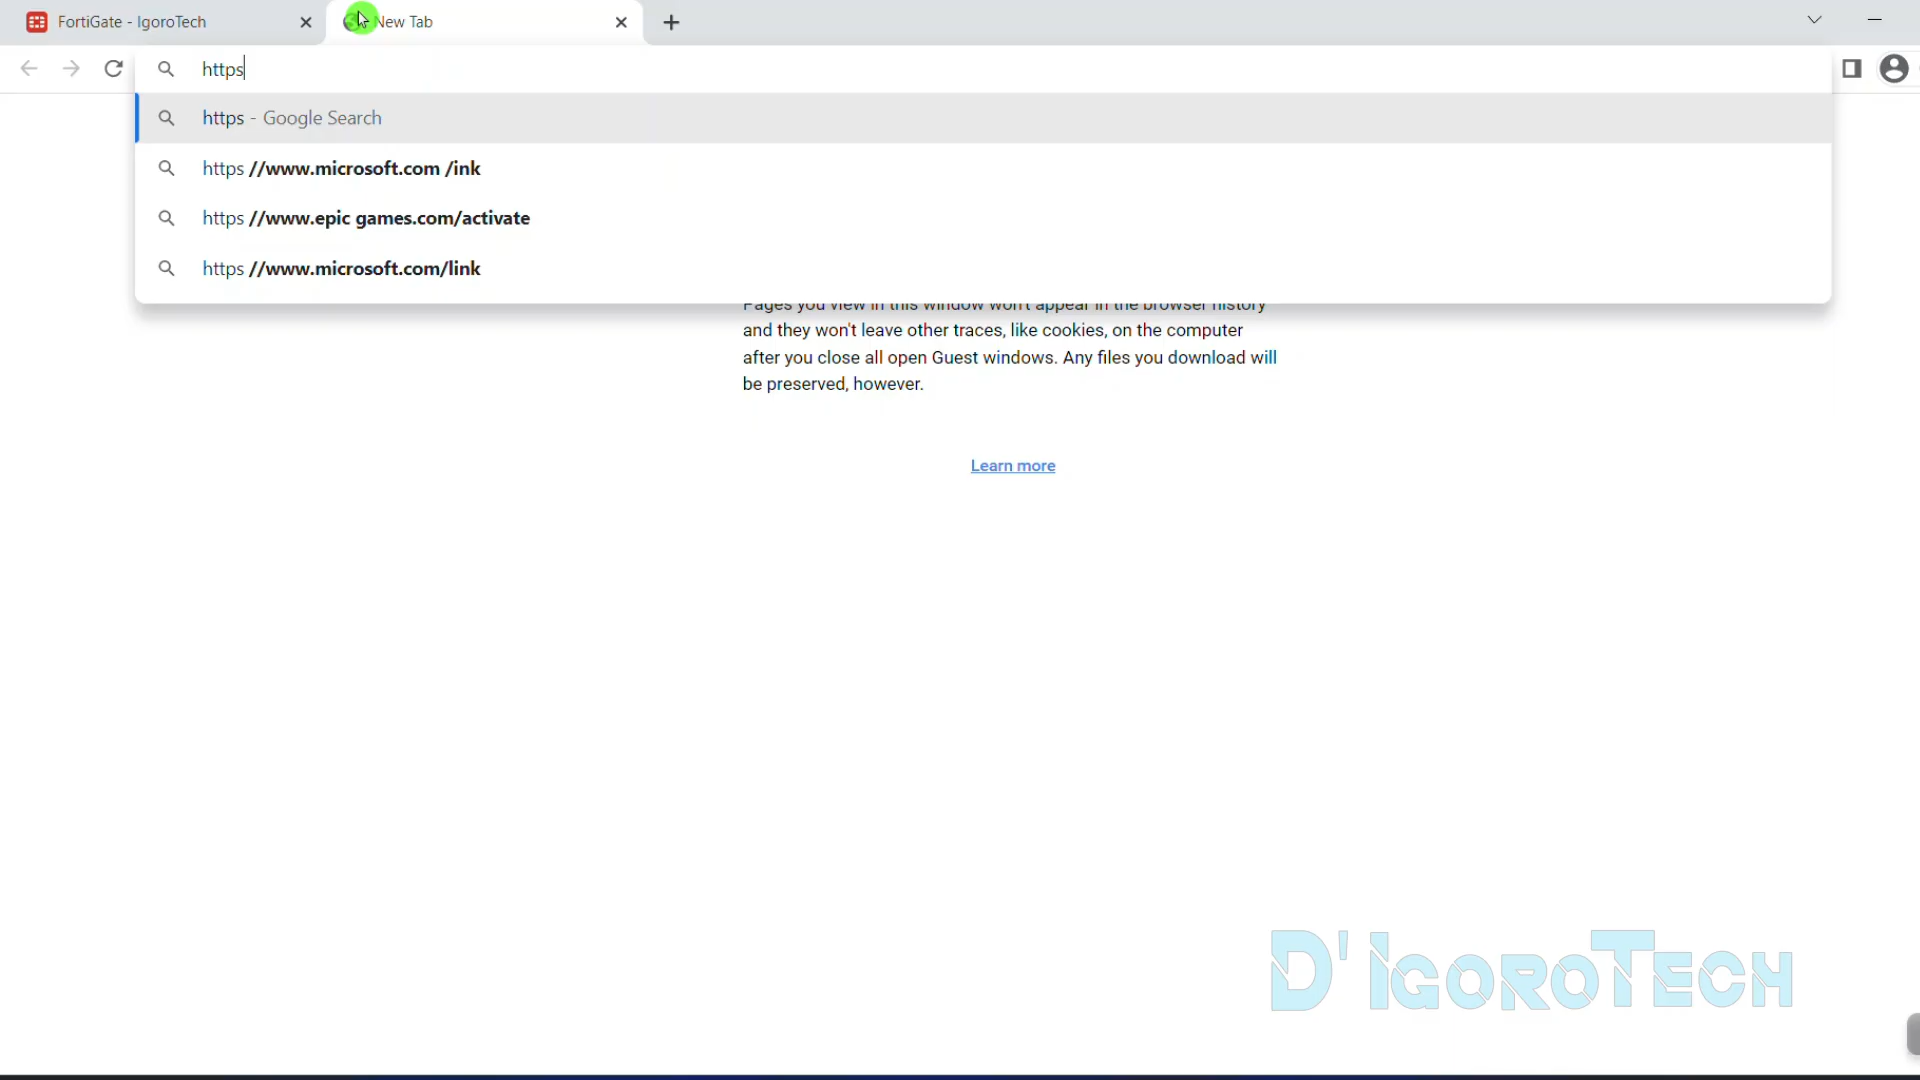 FortiGate - IgoroTech
New Tab
https
https - Google Search
https //www.microsoft.com /ink
https //www.epic games.com/activate
https //www.microsoft.com/link
Pages you view in this window won't appear in the browser history
and they won't leave other traces, like cookies, on the computer
after you close all open Guest windows. Any files you download will
be preserved, however.
Learn more
D'IGOROTECH